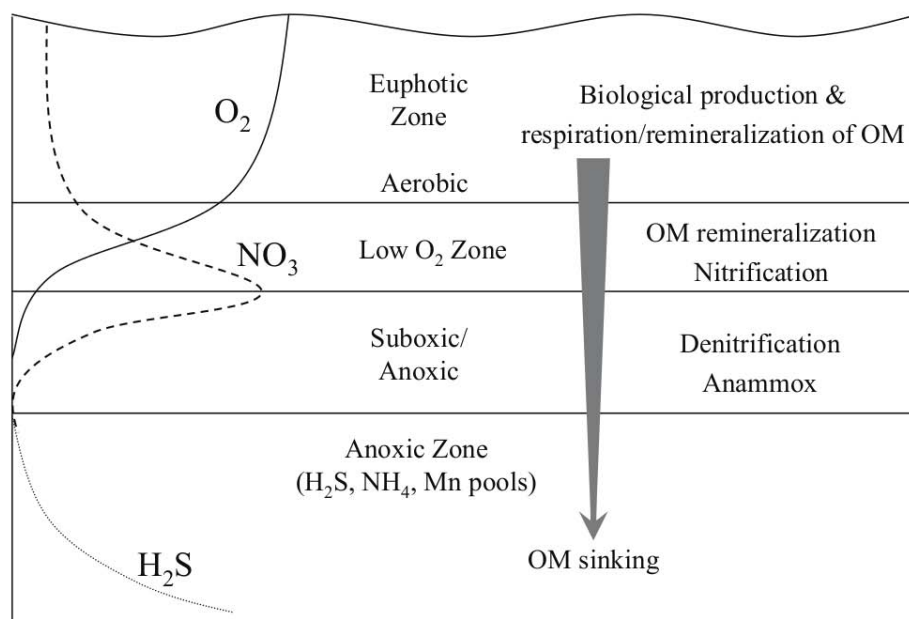 O₂
Euphotic
Zone
Biological production &
respiration/remineralization of OM
Aerobic
NO₃
Low O₂ Zone
OM remineralization
Nitrification
Suboxic/
Anoxic
Denitrification
Anammox
Anoxic Zone
(H₂S, NH₄, Mn pools)
H₂S
OM sinking